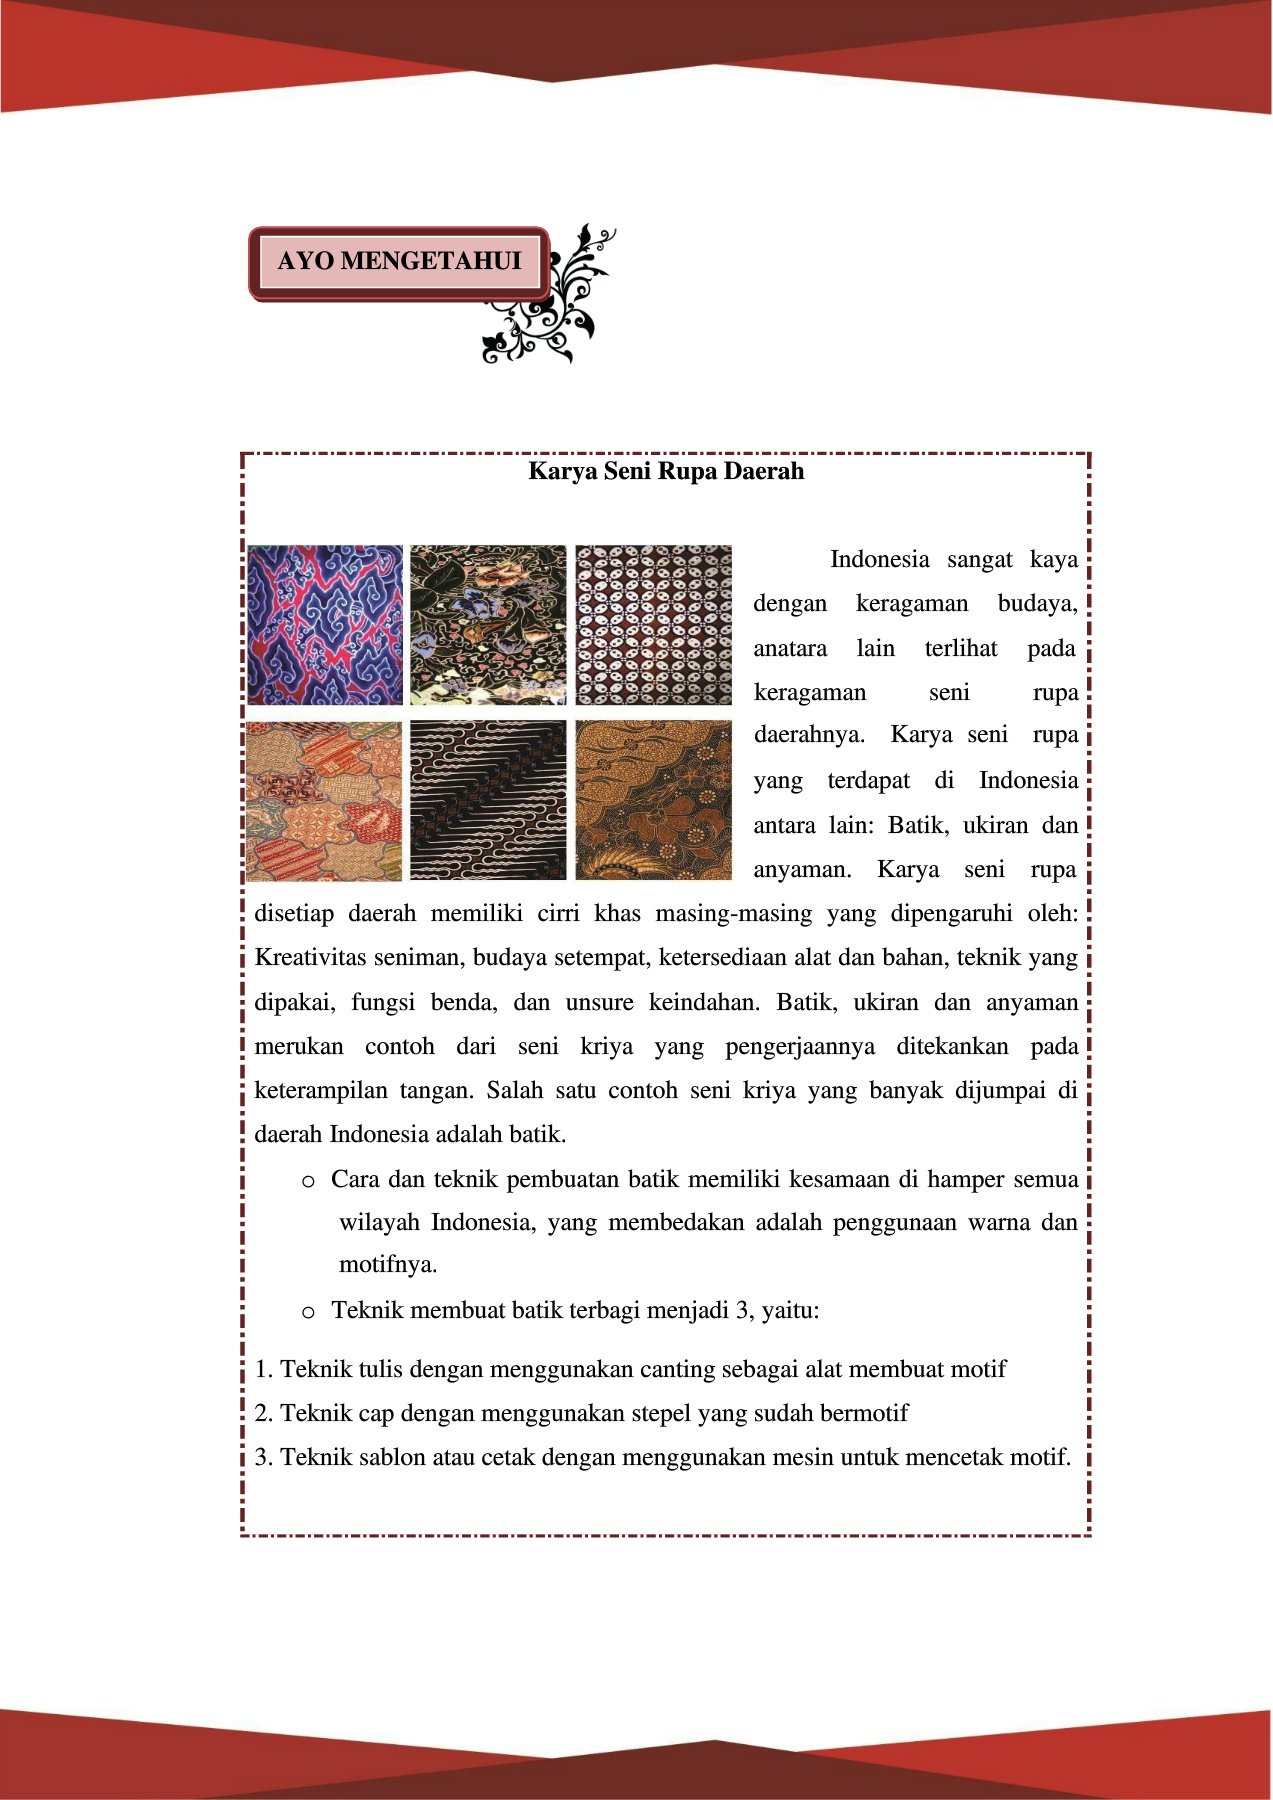 AYO MENGETAHUI
Karya Seni Rupa Daerah
Indonesia sangat kaya
dengan keragaman budaya,
anatara lain terlihat pada
keragaman seni rupa
daerahnya. Karya seni rupa
yang terdapat di Indonesia
antara lain: Batik, ukiran dan
anyaman. Karya seni rupa
disetiap daerah memiliki cirri khas masing-masing yang dipengaruhi oleh:
Kreativitas seniman, budaya setempat, ketersediaan alat dan bahan, teknik yang
dipakai, fungsi benda, dan unsure keindahan. Batik, ukiran dan anyaman
merukan contoh dari seni kriya yang pengerjaannya ditekankan pada
keterampilan tangan. Salah satu contoh seni kriya yang banyak dijumpai di
daerah Indonesia adalah batik.
o Cara dan teknik pembuatan batik memiliki kesamaan di hamper semua
wilayah Indonesia, yang membedakan adalah penggunaan warna dan
motifnya.
o Teknik membuat batik terbagi menjadi 3, yaitu:
1. Teknik tulis dengan menggunakan canting sebagai alat membuat motif
2. Teknik cap dengan menggunakan stepel yang sudah bermotif
3. Teknik sablon atau cetak dengan menggunakan mesin untuk mencetak motif.